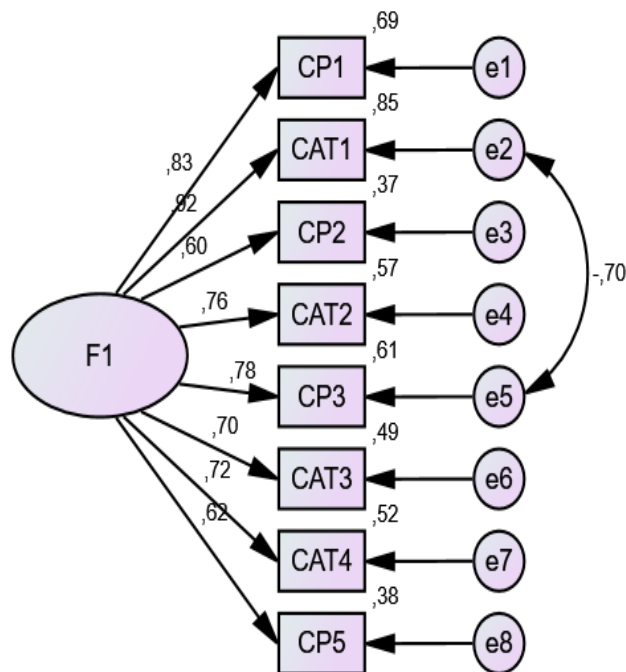 ,69
CP1
e1
,85
,83
CAT1
e2
,37
,92
CP2
e3
,60
,57
-,70
,76
CAT2
e4
,61
F1
,78
CP3
e5
,49
,70
CAT3
e6
,72
,52
,62
CAT4
e7
,38
CP5
e8